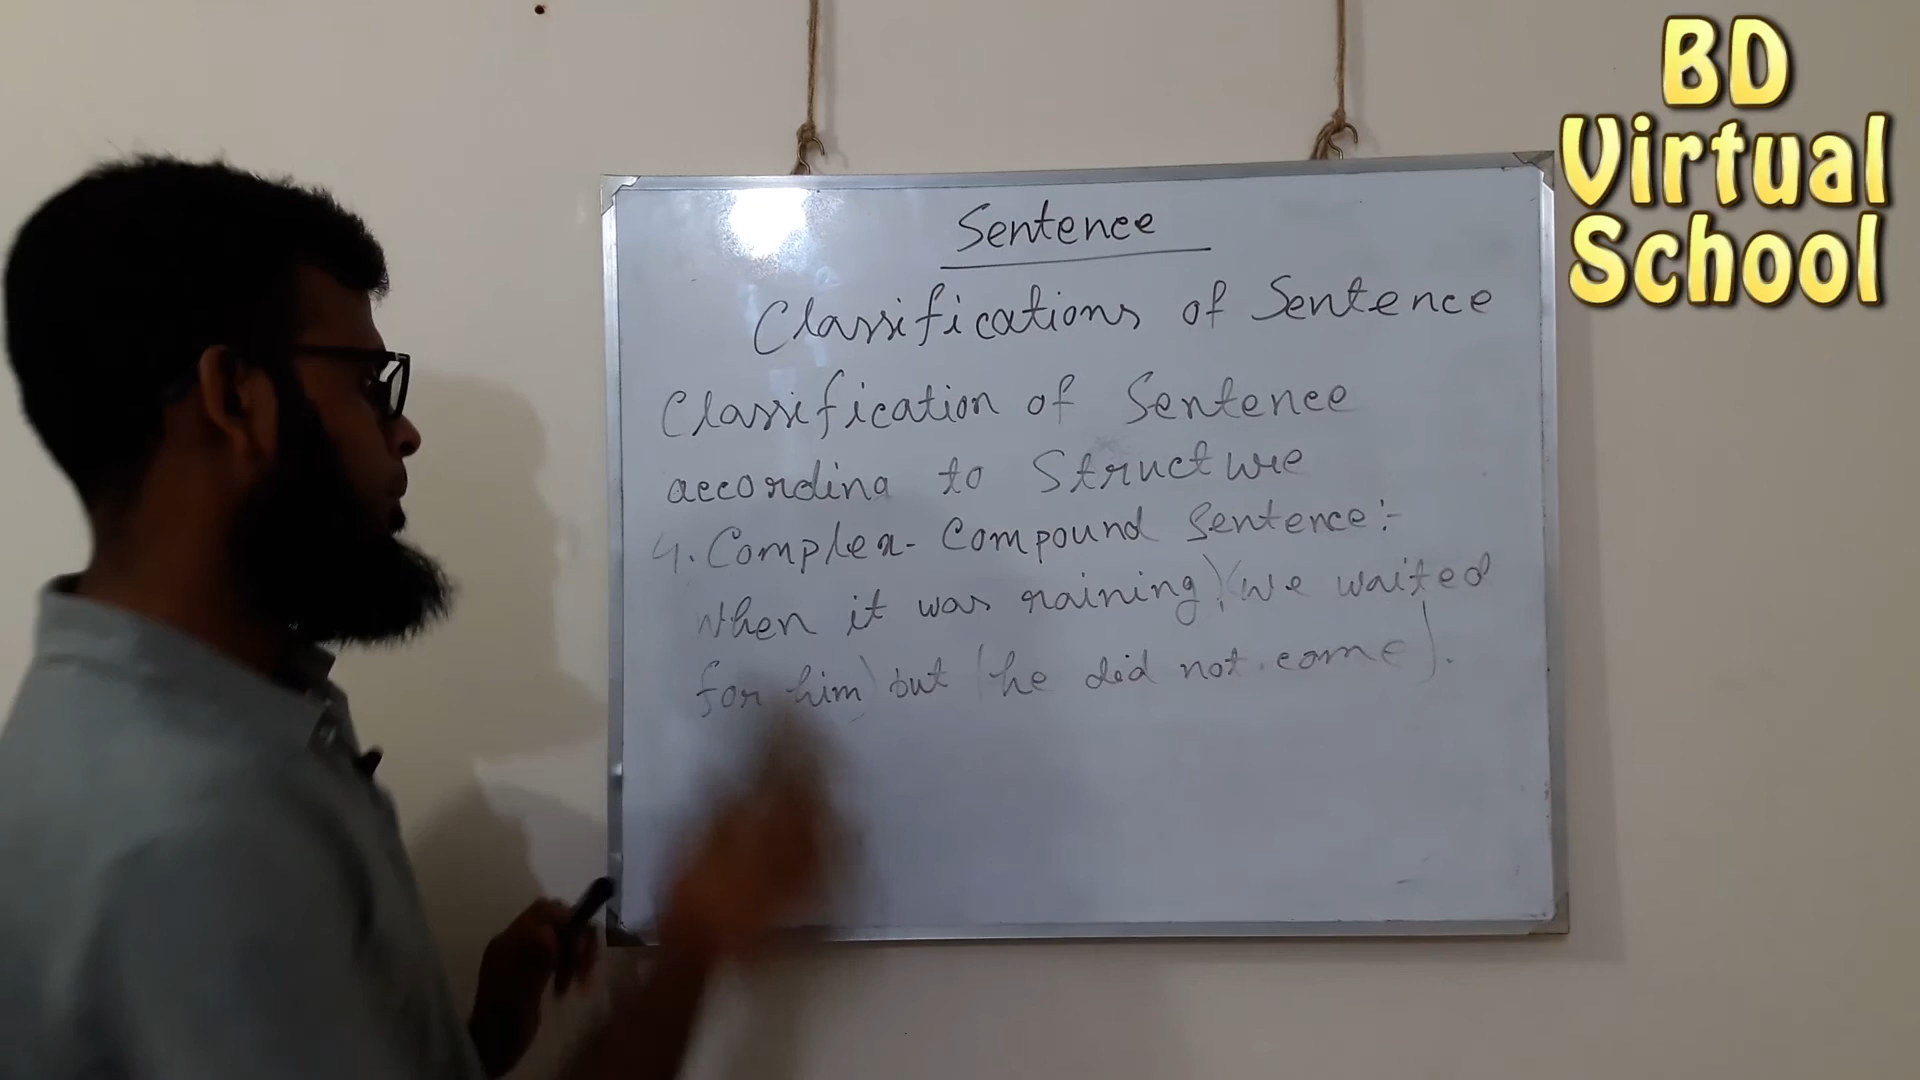 BD
Virtual
School
Sentence
Classifications of Sentence
Classification of Sentence
according to Structure
4. Complex-Compound Sentence:-
When it was raining), (we waited
for him) but (he did not come).